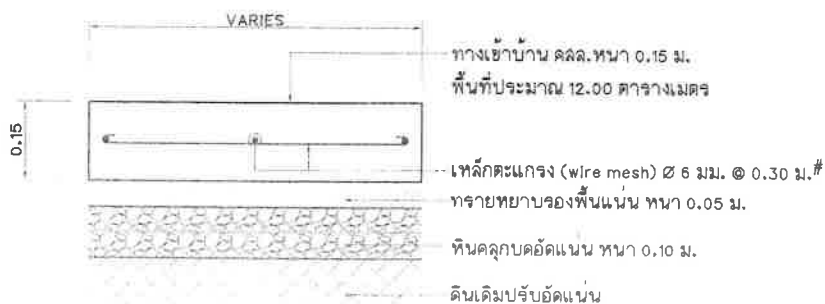 VARIES
ทางเข้าบ้าน คสล.หนา 0.15 ม.
พื้นที่ประมาณ 12.00 ตารางเมตร
0.15
เหล็กตะแกรง (wire mesh) Ø 6 มม. @ 0.30 ม.#
ทรายหยาบรองพื้นแน่น หนา 0.05 ม.
หินคลุกบดอัดแน่น หนา 0.10 ม.
ดินเดิมปรับอัดแน่น